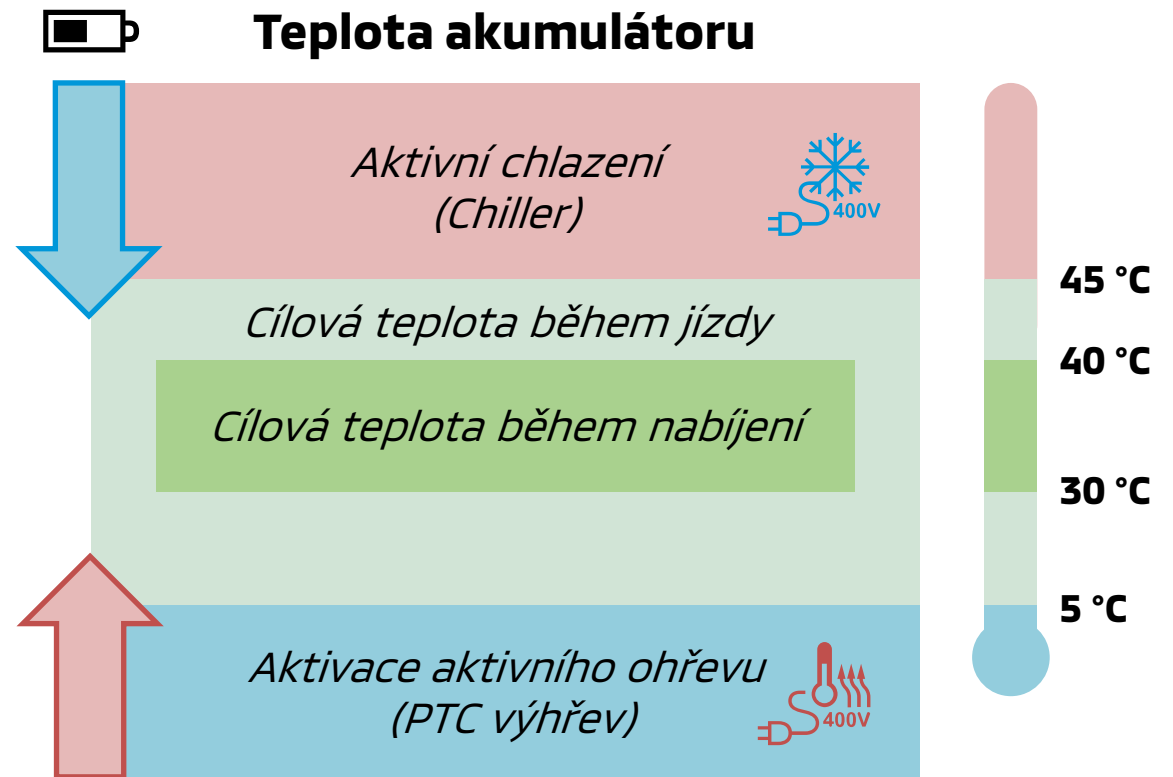 Teplota akumulátoru
Aktivní chlazení
(Chiller)
400V
45 °C
Cílová teplota během jízdy
40 °C
Cílová teplota během nabíjení
30 °C
5 °C
Aktivace aktivního ohřevu
(PTC výhřev)
400V